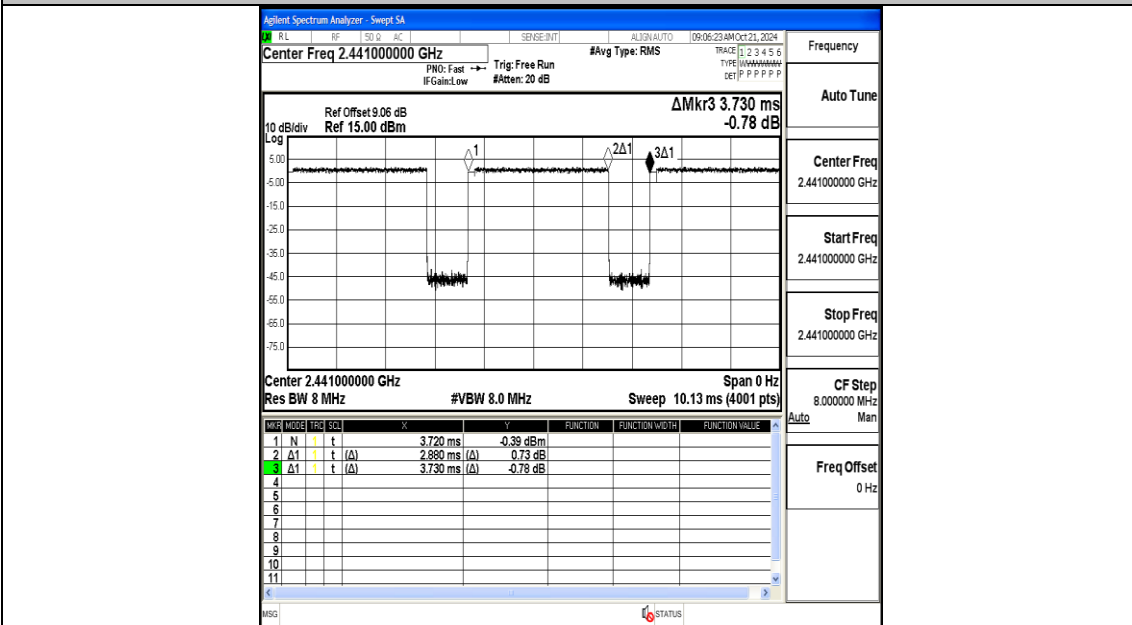 Agilent Spectrum Analyzer - Swept SA
LXI RL RF 50 Ω AC SENSE:INT ALIGN AUTO 09:06:23 AM Oct 21, 2024
Center Freq 2.441000000 GHz #Avg Type: RMS TRACE 1 2 3 4 5 6
PNO: Fast Trig: Free Run TYPE
IFGain:Low #Atten: 20 dB DET P P P P P P
Frequency
Auto Tune
Center Freq
2.441000000 GHz
Start Freq
2.441000000 GHz
Stop Freq
2.441000000 GHz
CF Step
8.000000 MHz
Auto Man
Freq Offset
0 Hz
Ref Offset 9.06 dB ΔMkr3 3.730 ms
10 dB/div Ref 15.00 dBm -0.78 dB
Log
1 2Δ1 3Δ1
5.00
-5.00
-15.0
-25.0
-35.0
-45.0
-55.0
-65.0
-75.0
Center 2.441000000 GHz Span 0 Hz
Res BW 8 MHz #VBW 8.0 MHz Sweep 10.13 ms (4001 pts)
MKR MODE TRC SCL X Y FUNCTION FUNCTION WIDTH FUNCTION VALUE
1 N 1 t 3.720 ms -0.39 dBm
2 Δ1 1 t (Δ) 2.880 ms (Δ) 0.73 dB
3 Δ1 1 t (Δ) 3.730 ms (Δ) -0.78 dB
4
5
6
7
8
9
10
11
MSG STATUS